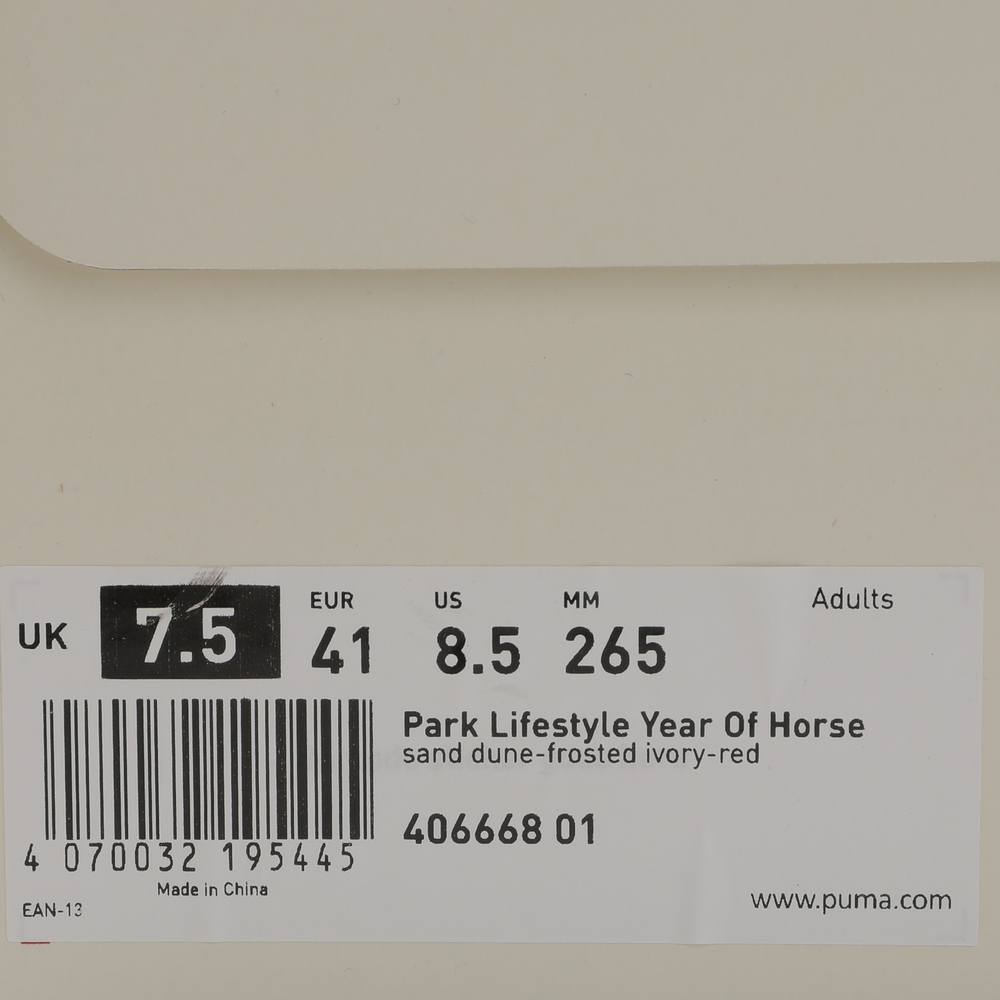 UK 7.5 EUR 41 US 8.5 MM 265 Adults
Park Lifestyle Year Of Horse
sand dune-frosted ivory-red
406668 01
4 070032 195445
Made in China
EAN-13
www.puma.com